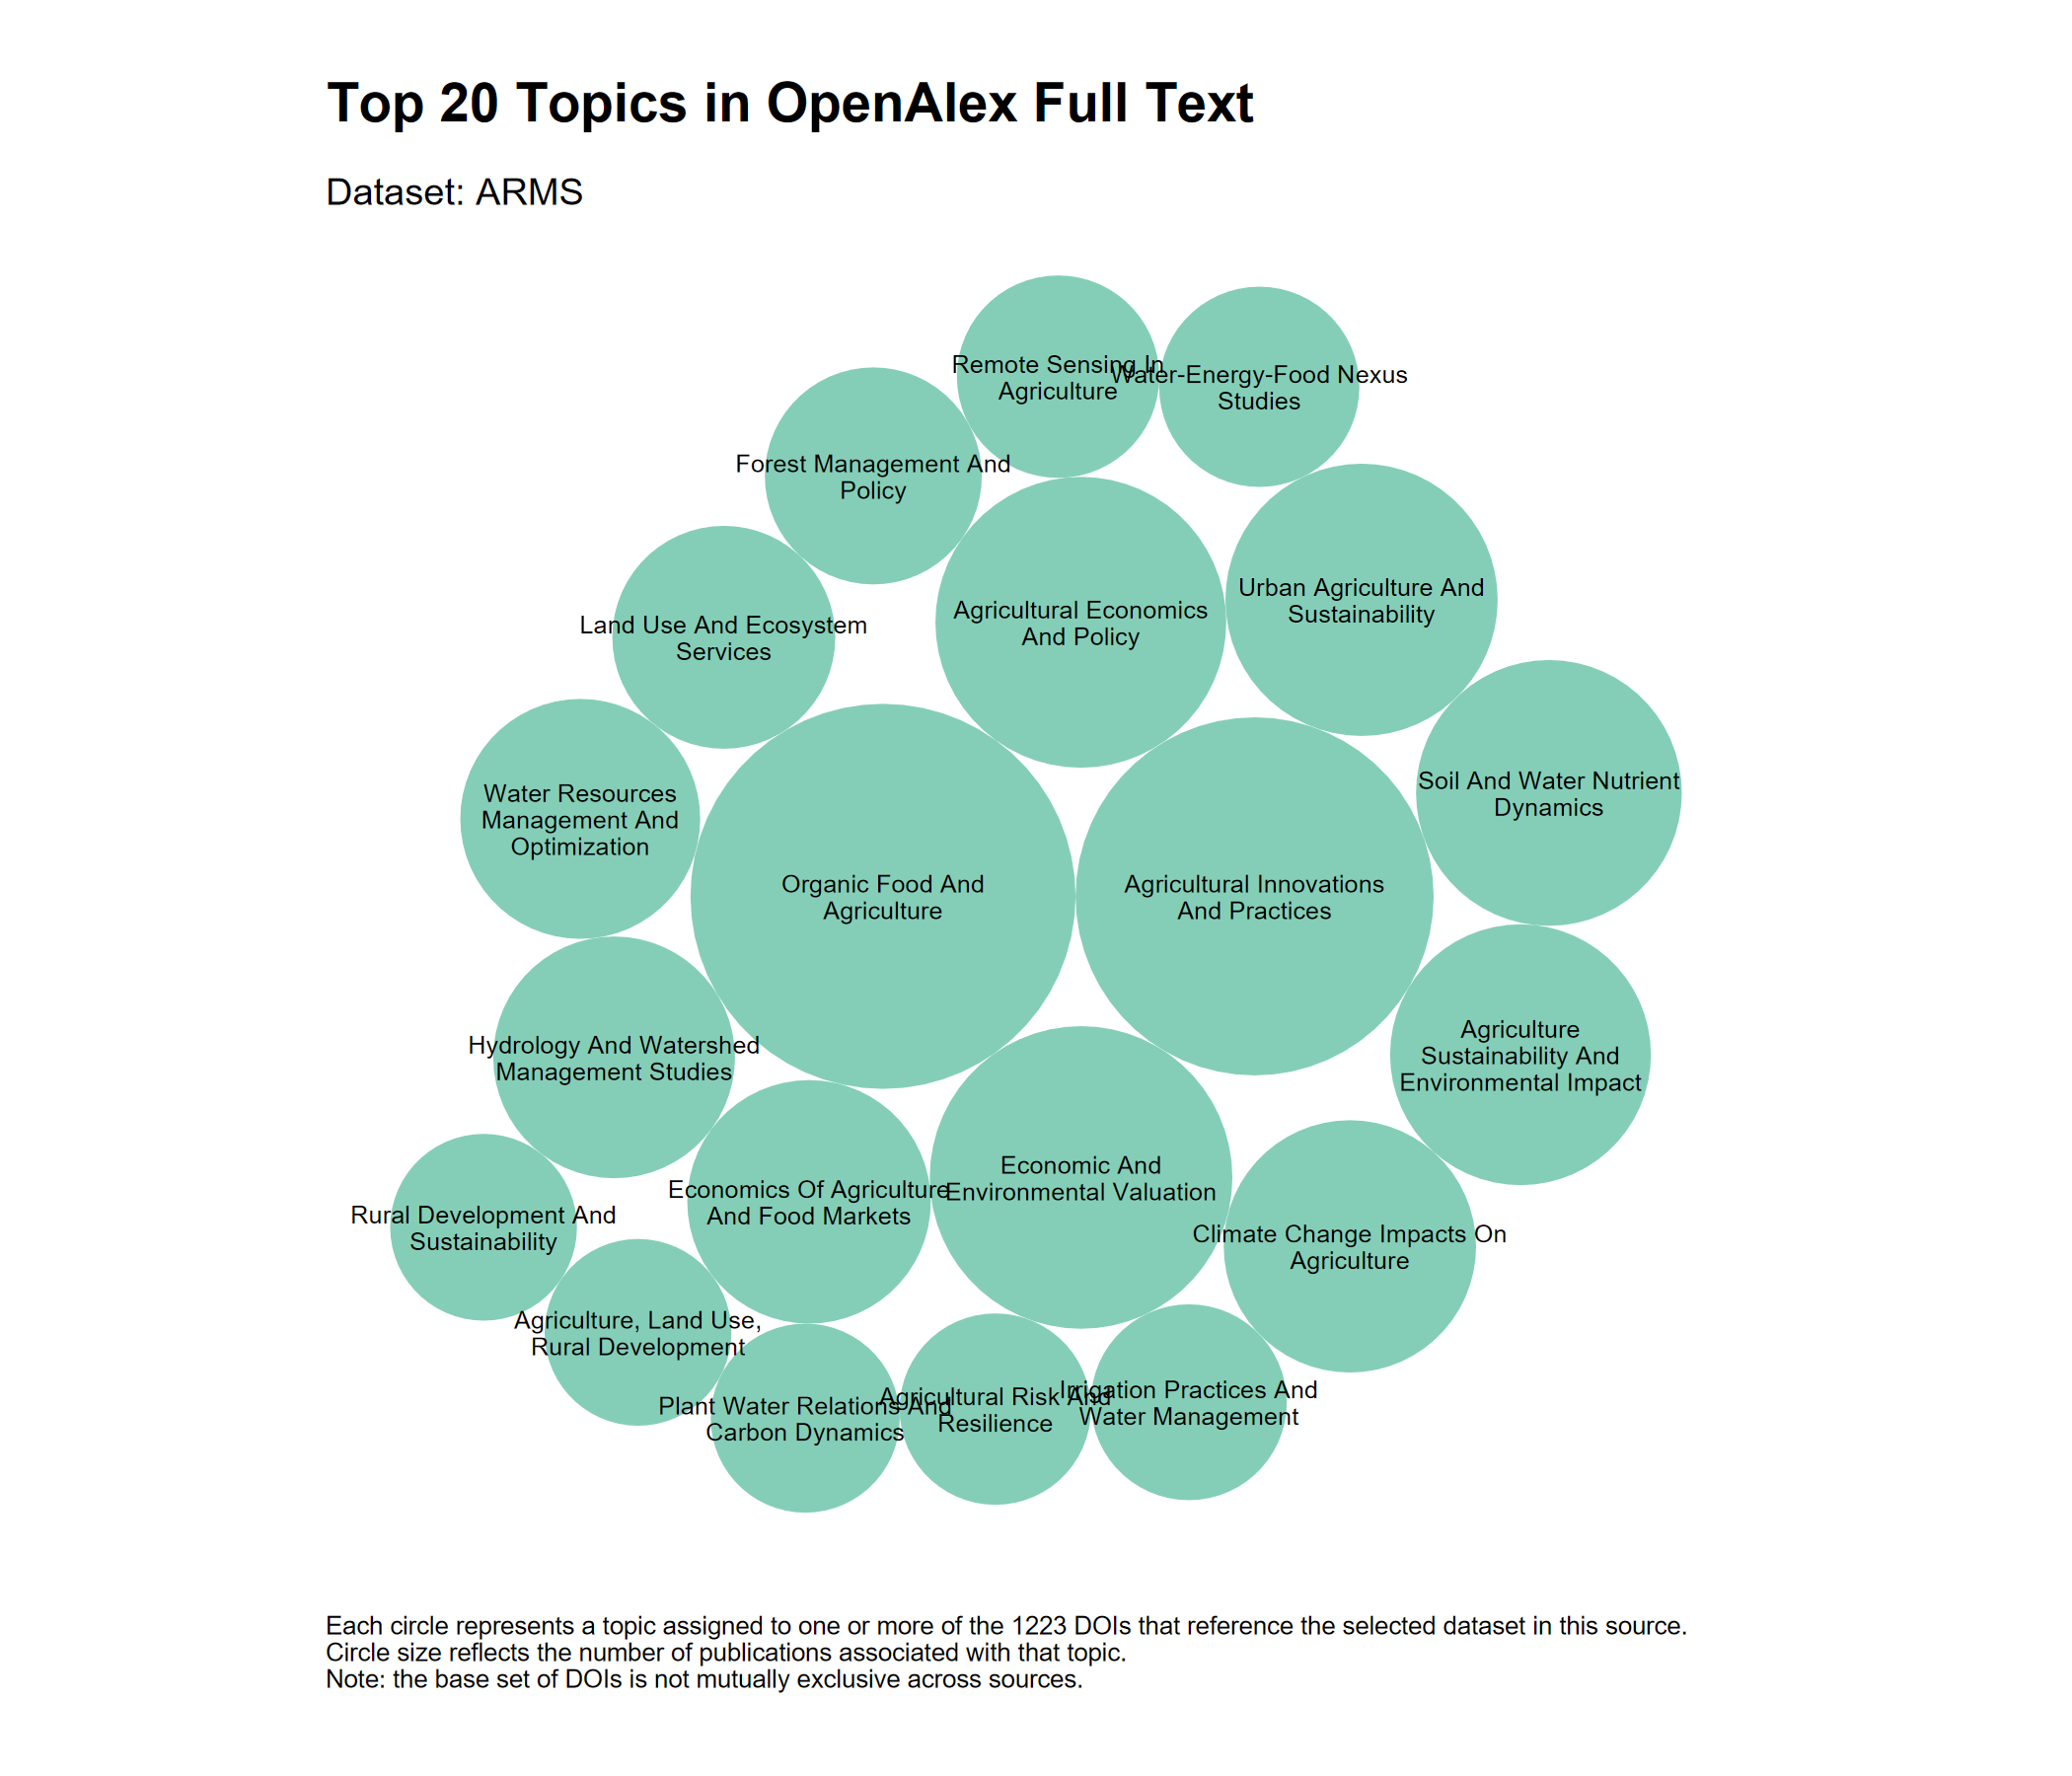 Top 20 Topics in OpenAlex Full Text
Dataset: ARMS
Remote Sensing In
Agriculture
Water-Energy-Food Nexus
Studies
Forest Management And
Policy
Agricultural Economics
And Policy
Urban Agriculture And
Sustainability
Land Use And Ecosystem
Services
Soil And Water Nutrient
Dynamics
Water Resources
Management And
Optimization
Organic Food And
Agriculture
Agricultural Innovations
And Practices
Agriculture
Sustainability And
Environmental Impact
Hydrology And Watershed
Management Studies
Economic And
Environmental Valuation
Economics Of Agriculture
And Food Markets
Rural Development And
Sustainability
Climate Change Impacts On
Agriculture
Agriculture, Land Use,
Rural Development
Plant Water Relations And
Carbon Dynamics
Agricultural Risk And
Resilience
Irrigation Practices And
Water Management
Each circle represents a topic assigned to one or more of the 1223 DOIs that reference the selected dataset in this source.
Circle size reflects the number of publications associated with that topic.
Note: the base set of DOIs is not mutually exclusive across sources.